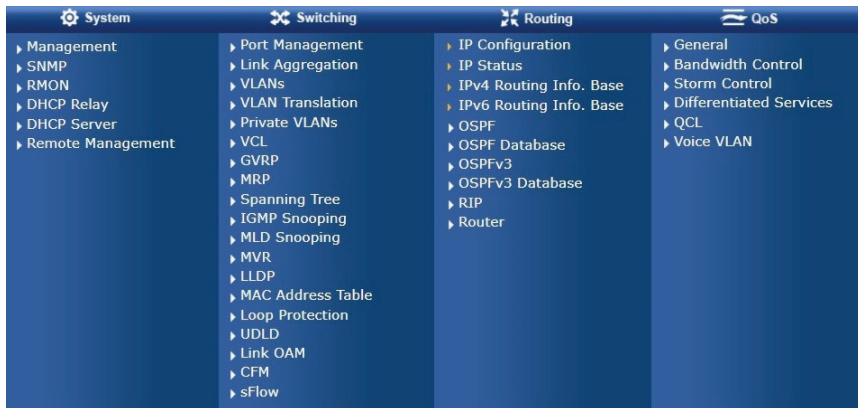 System
Management
SNMP
RMON
DHCP Relay
DHCP Server
Remote Management
Switching
Port Management
Link Aggregation
VLANs
VLAN Translation
Private VLANs
VCL
GVRP
MRP
Spanning Tree
IGMP Snooping
MLD Snooping
MVR
LLDP
MAC Address Table
Loop Protection
UDLD
Link OAM
CFM
sFlow
Routing
IP Configuration
IP Status
IPv4 Routing Info. Base
IPv6 Routing Info. Base
OSPF
OSPF Database
OSPFv3
OSPFv3 Database
RIP
Router
QoS
General
Bandwidth Control
Storm Control
Differentiated Services
QCL
Voice VLAN